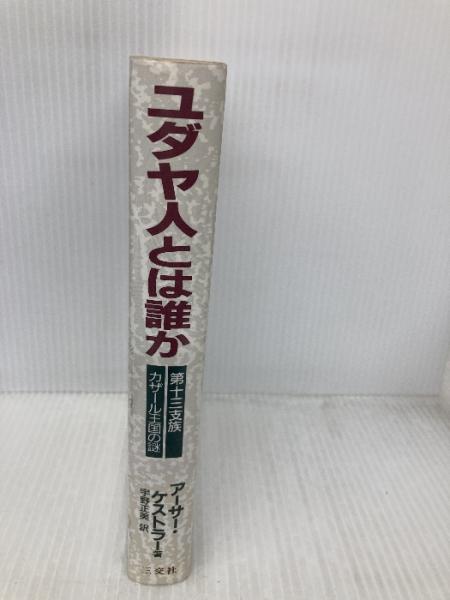 ユダヤ人とは誰か
第十三支族
カザール王国の謎
アーサー・
ケストラー著
宇野正美 訳
三交社